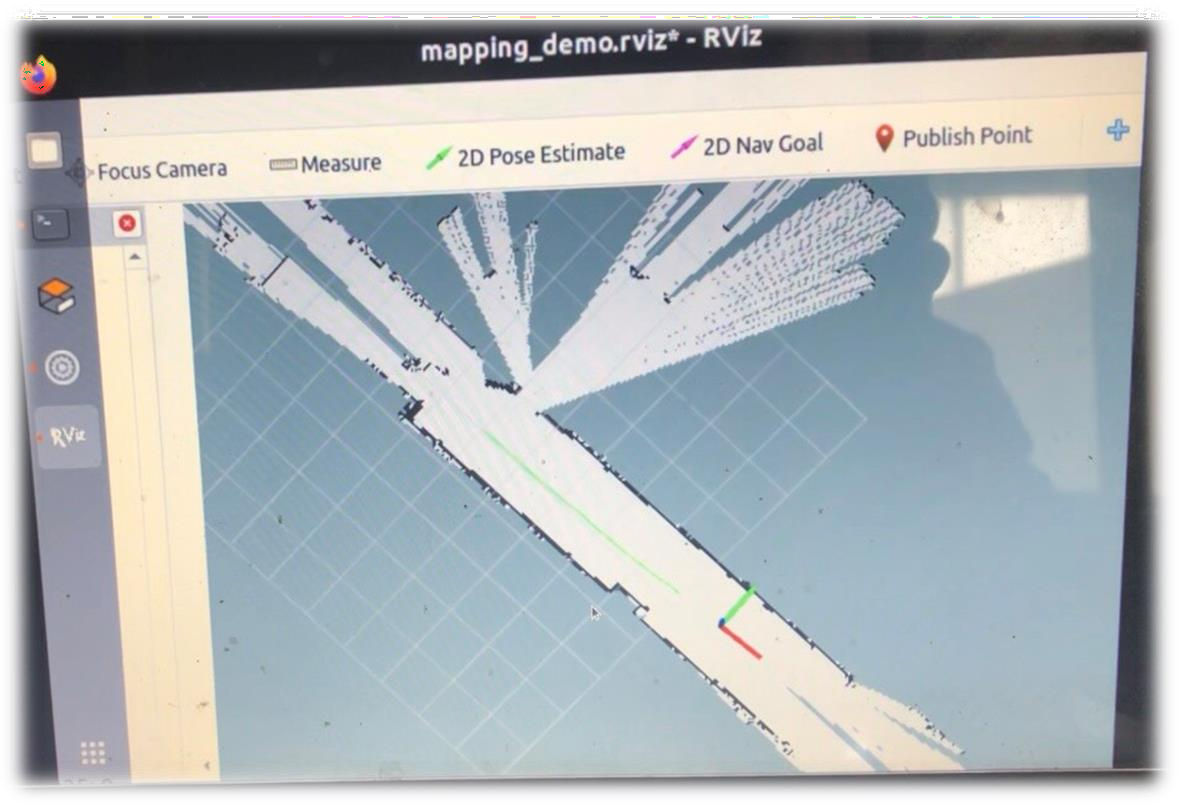 mapping_demo.rviz* - RViz
Focus Camera Measure 2D Pose Estimate 2D Nav Goal Publish Point
RViz